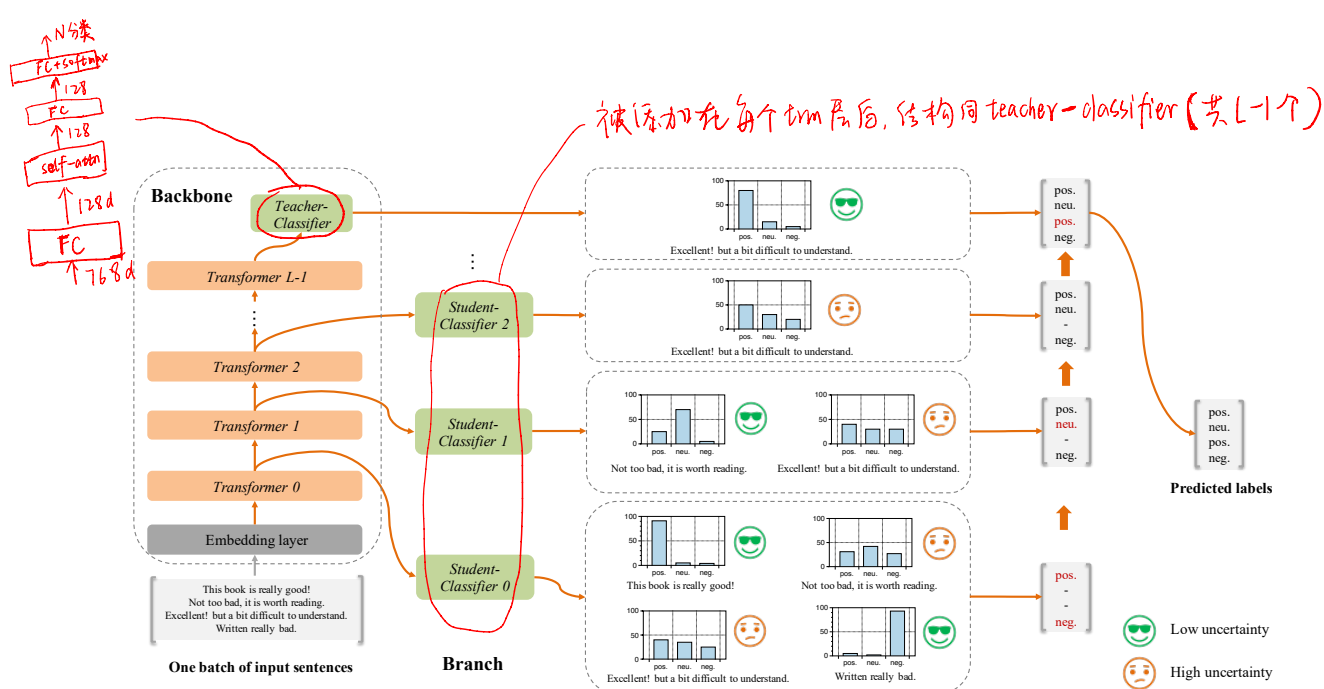 N分类
FC+softmax
128
FC
128
self-attn
128d
FC
768d
被添加在每个trm层后, 结构同teacher-classifier(共L-1个)
Backbone
Teacher-
Classifier
Transformer L-1
⋮
Transformer 2
Transformer 1
Transformer 0
Embedding layer
This book is really good!
Not too bad, it is worth reading.
Excellent! but a bit difficult to understand.
Written really bad.
One batch of input sentences
⋮
Student-
Classifier 2
Student-
Classifier 1
Student-
Classifier 0
Branch
100
50
0
pos. neu. neg.
Excellent! but a bit difficult to understand.
100
50
0
pos. neu. neg.
Excellent! but a bit difficult to understand.
100
50
0
pos. neu. neg.
Not too bad, it is worth reading.
100
50
0
pos. neu. neg.
Excellent! but a bit difficult to understand.
100
50
0
pos. neu. neg.
This book is really good!
100
50
0
pos. neu. neg.
Not too bad, it is worth reading.
100
50
0
pos. neu. neg.
Excellent! but a bit difficult to understand.
100
50
0
pos. neu. neg.
Written really bad.
pos.
neu.
pos.
neg.
pos.
neu.
-
neg.
pos.
neu.
-
neg.
pos.
-
-
neg.
pos.
neu.
pos.
neg.
Predicted labels
Low uncertainty
High uncertainty